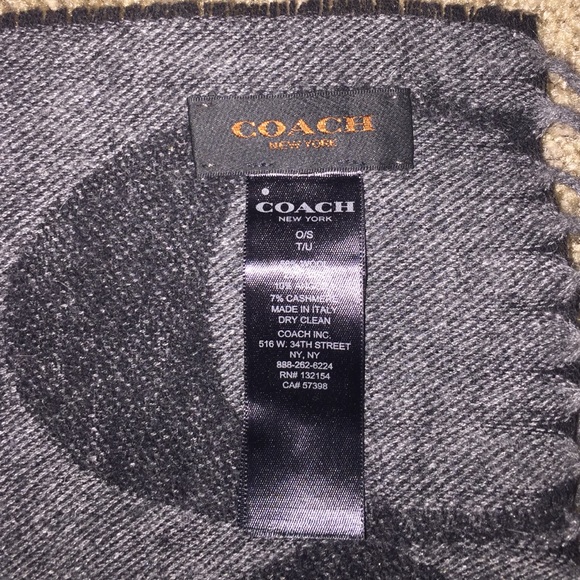 COACH
NEW YORK
COACH
NEW YORK
O/S
T/U
7% CASHMERE
MADE IN ITALY
DRY CLEAN
COACH INC.
516 W. 34TH STREET
NY, NY
888-262-6224
RN# 132154
CA# 57398